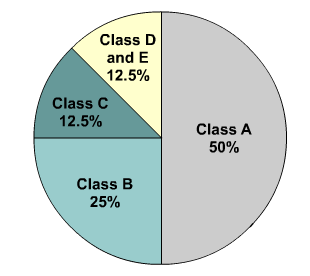 Class D
and E
12.5%
Class C
12.5%
Class A
50%
Class B
25%